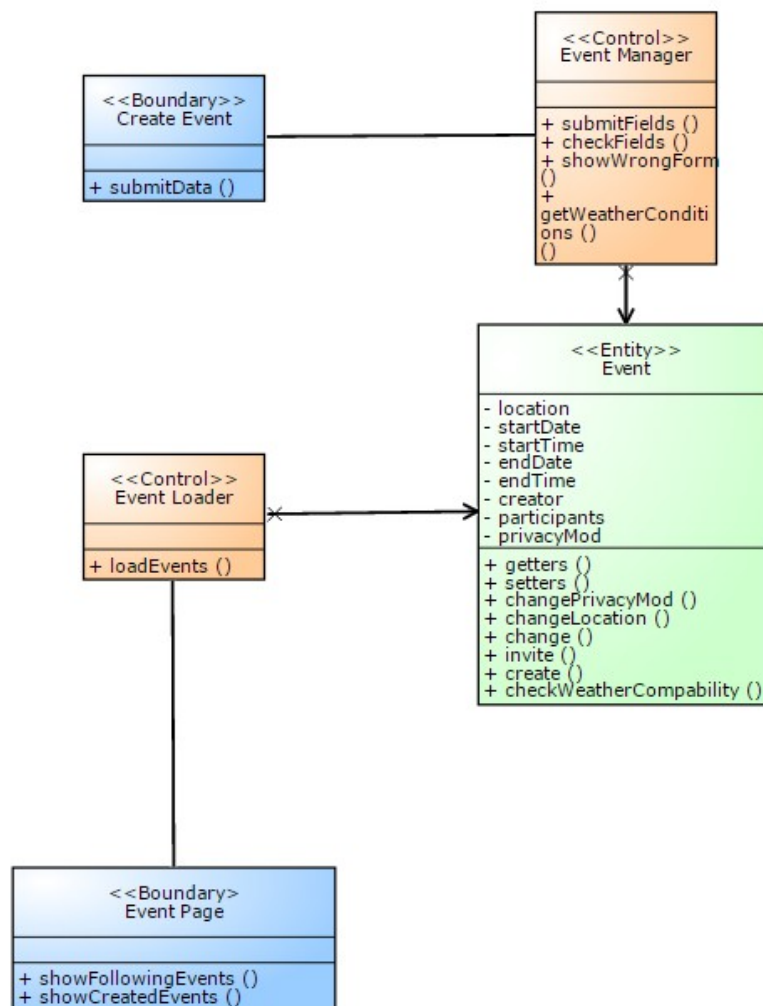 <<Control>>
Event Manager
+ submitFields ()
+ checkFields ()
+ showWrongForm
()
+
getWeatherConditi
ons ()
()
<<Boundary>>
Create Event
+ submitData ()
<<Entity>>
Event
- location
- startDate
- startTime
- endDate
- endTime
- creator
- participants
- privacyMod
+ getters ()
+ setters ()
+ changePrivacyMod ()
+ changeLocation ()
+ change ()
+ invite ()
+ create ()
+ checkWeatherCompability ()
<<Control>>
Event Loader
+ loadEvents ()
<<Boundary>
Event Page
+ showFollowingEvents ()
+ showCreatedEvents ()